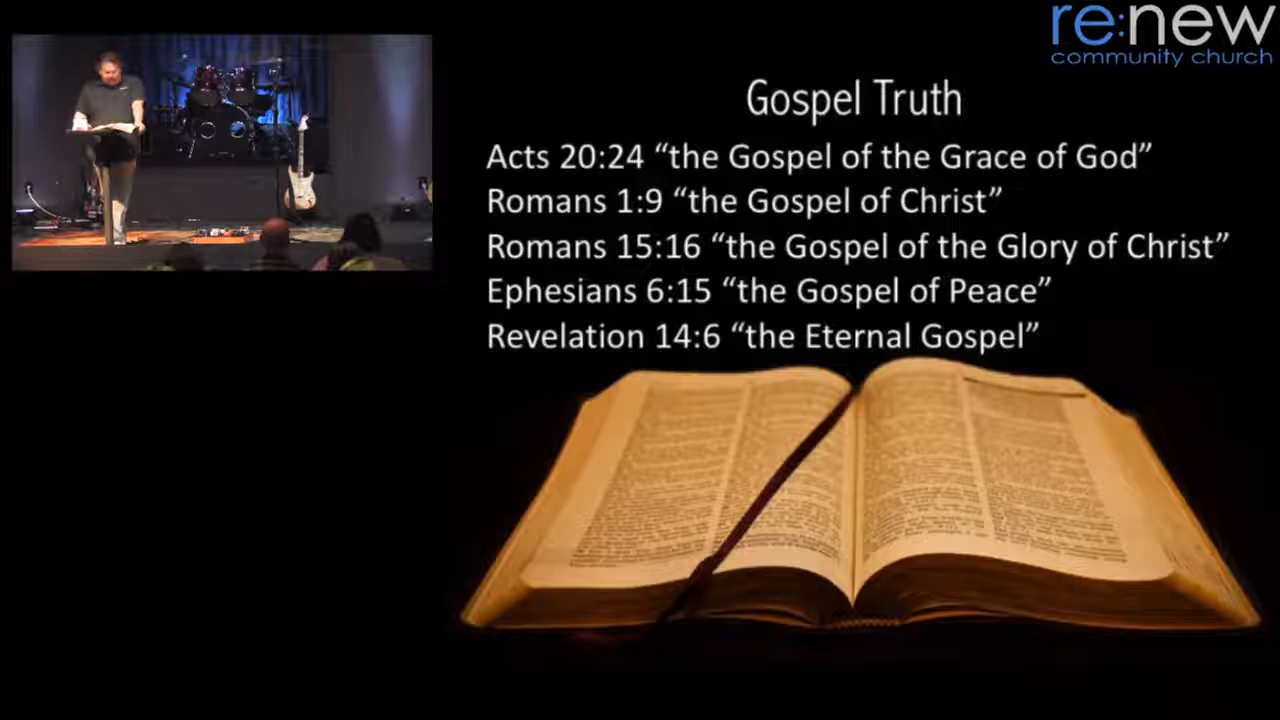 re:new
community church
Gospel Truth
Acts 20:24 “the Gospel of the Grace of God”
Romans 1:9 “the Gospel of Christ”
Romans 15:16 “the Gospel of the Glory of Christ”
Ephesians 6:15 “the Gospel of Peace”
Revelation 14:6 “the Eternal Gospel”